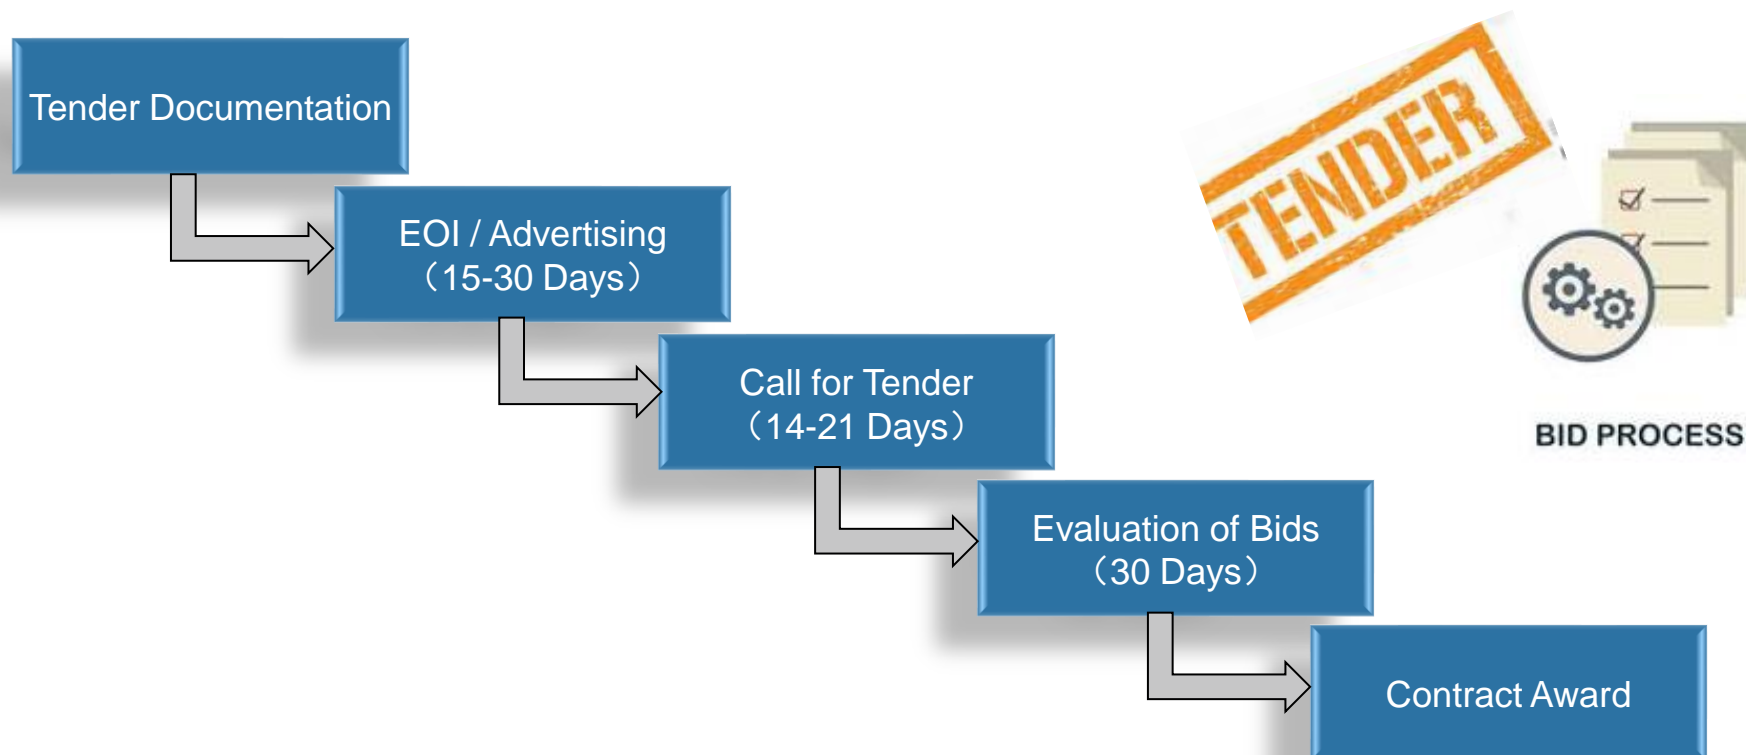 Tender Documentation
EOI / Advertising
（15-30 Days）
Call for Tender
（14-21 Days）
Evaluation of Bids
（30 Days）
Contract Award
TENDER
BID PROCESS